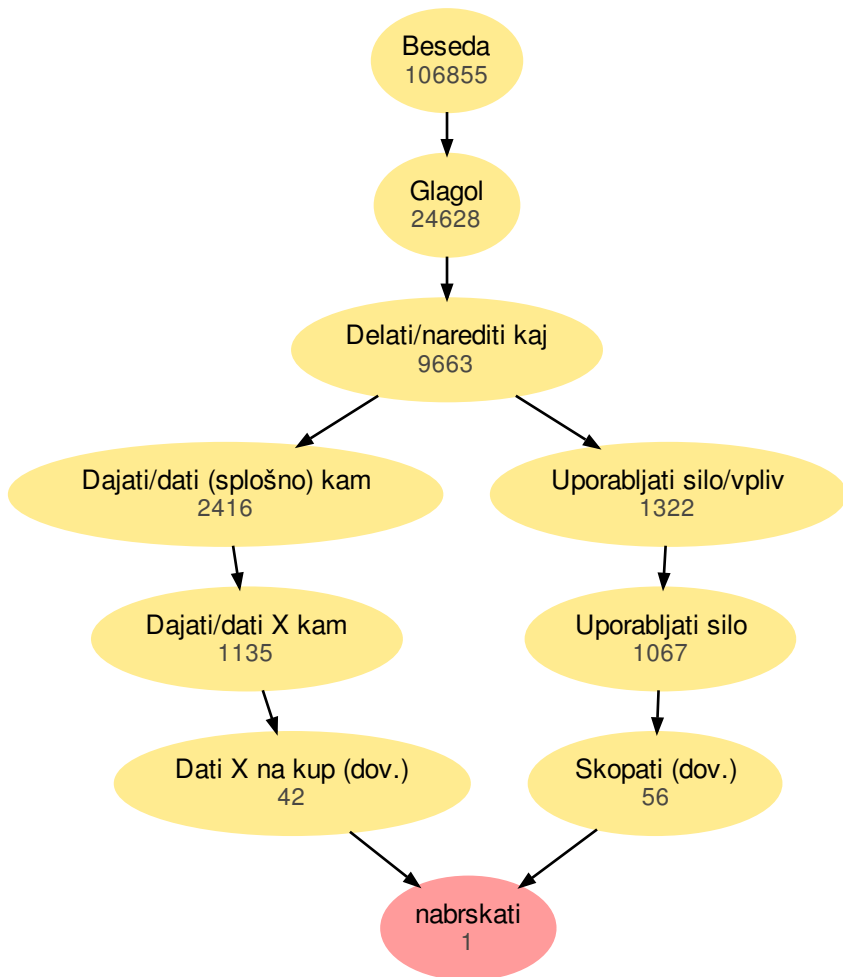 Beseda
106855
Glagol
24628
Delati/narediti kaj
9663
Dajati/dati (splošno) kam
2416
Uporabljati silo/vpliv
1322
Dajati/dati X kam
1135
Uporabljati silo
1067
Dati X na kup (dov.)
42
Skopati (dov.)
56
nabrskati
1